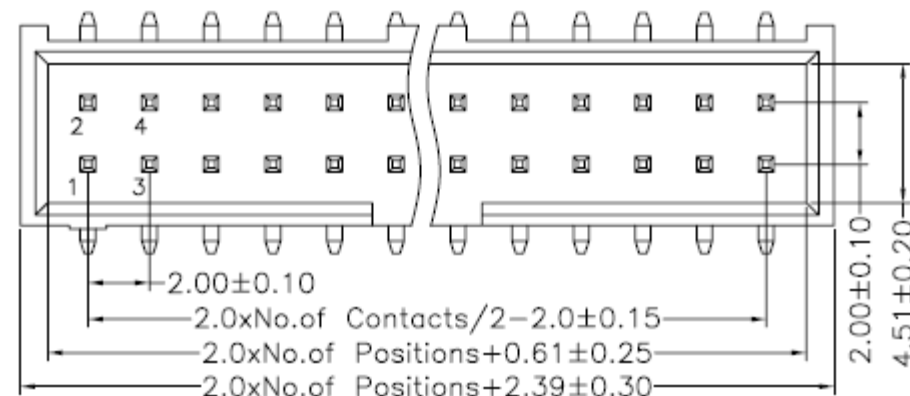 2 4
1 3
2.00±0.10
2.0xNo.of Contacts/2-2.0±0.15
2.0xNo.of Positions+0.61±0.25
2.0xNo.of Positions+2.39±0.30
2.00±0.10
4.51±0.20